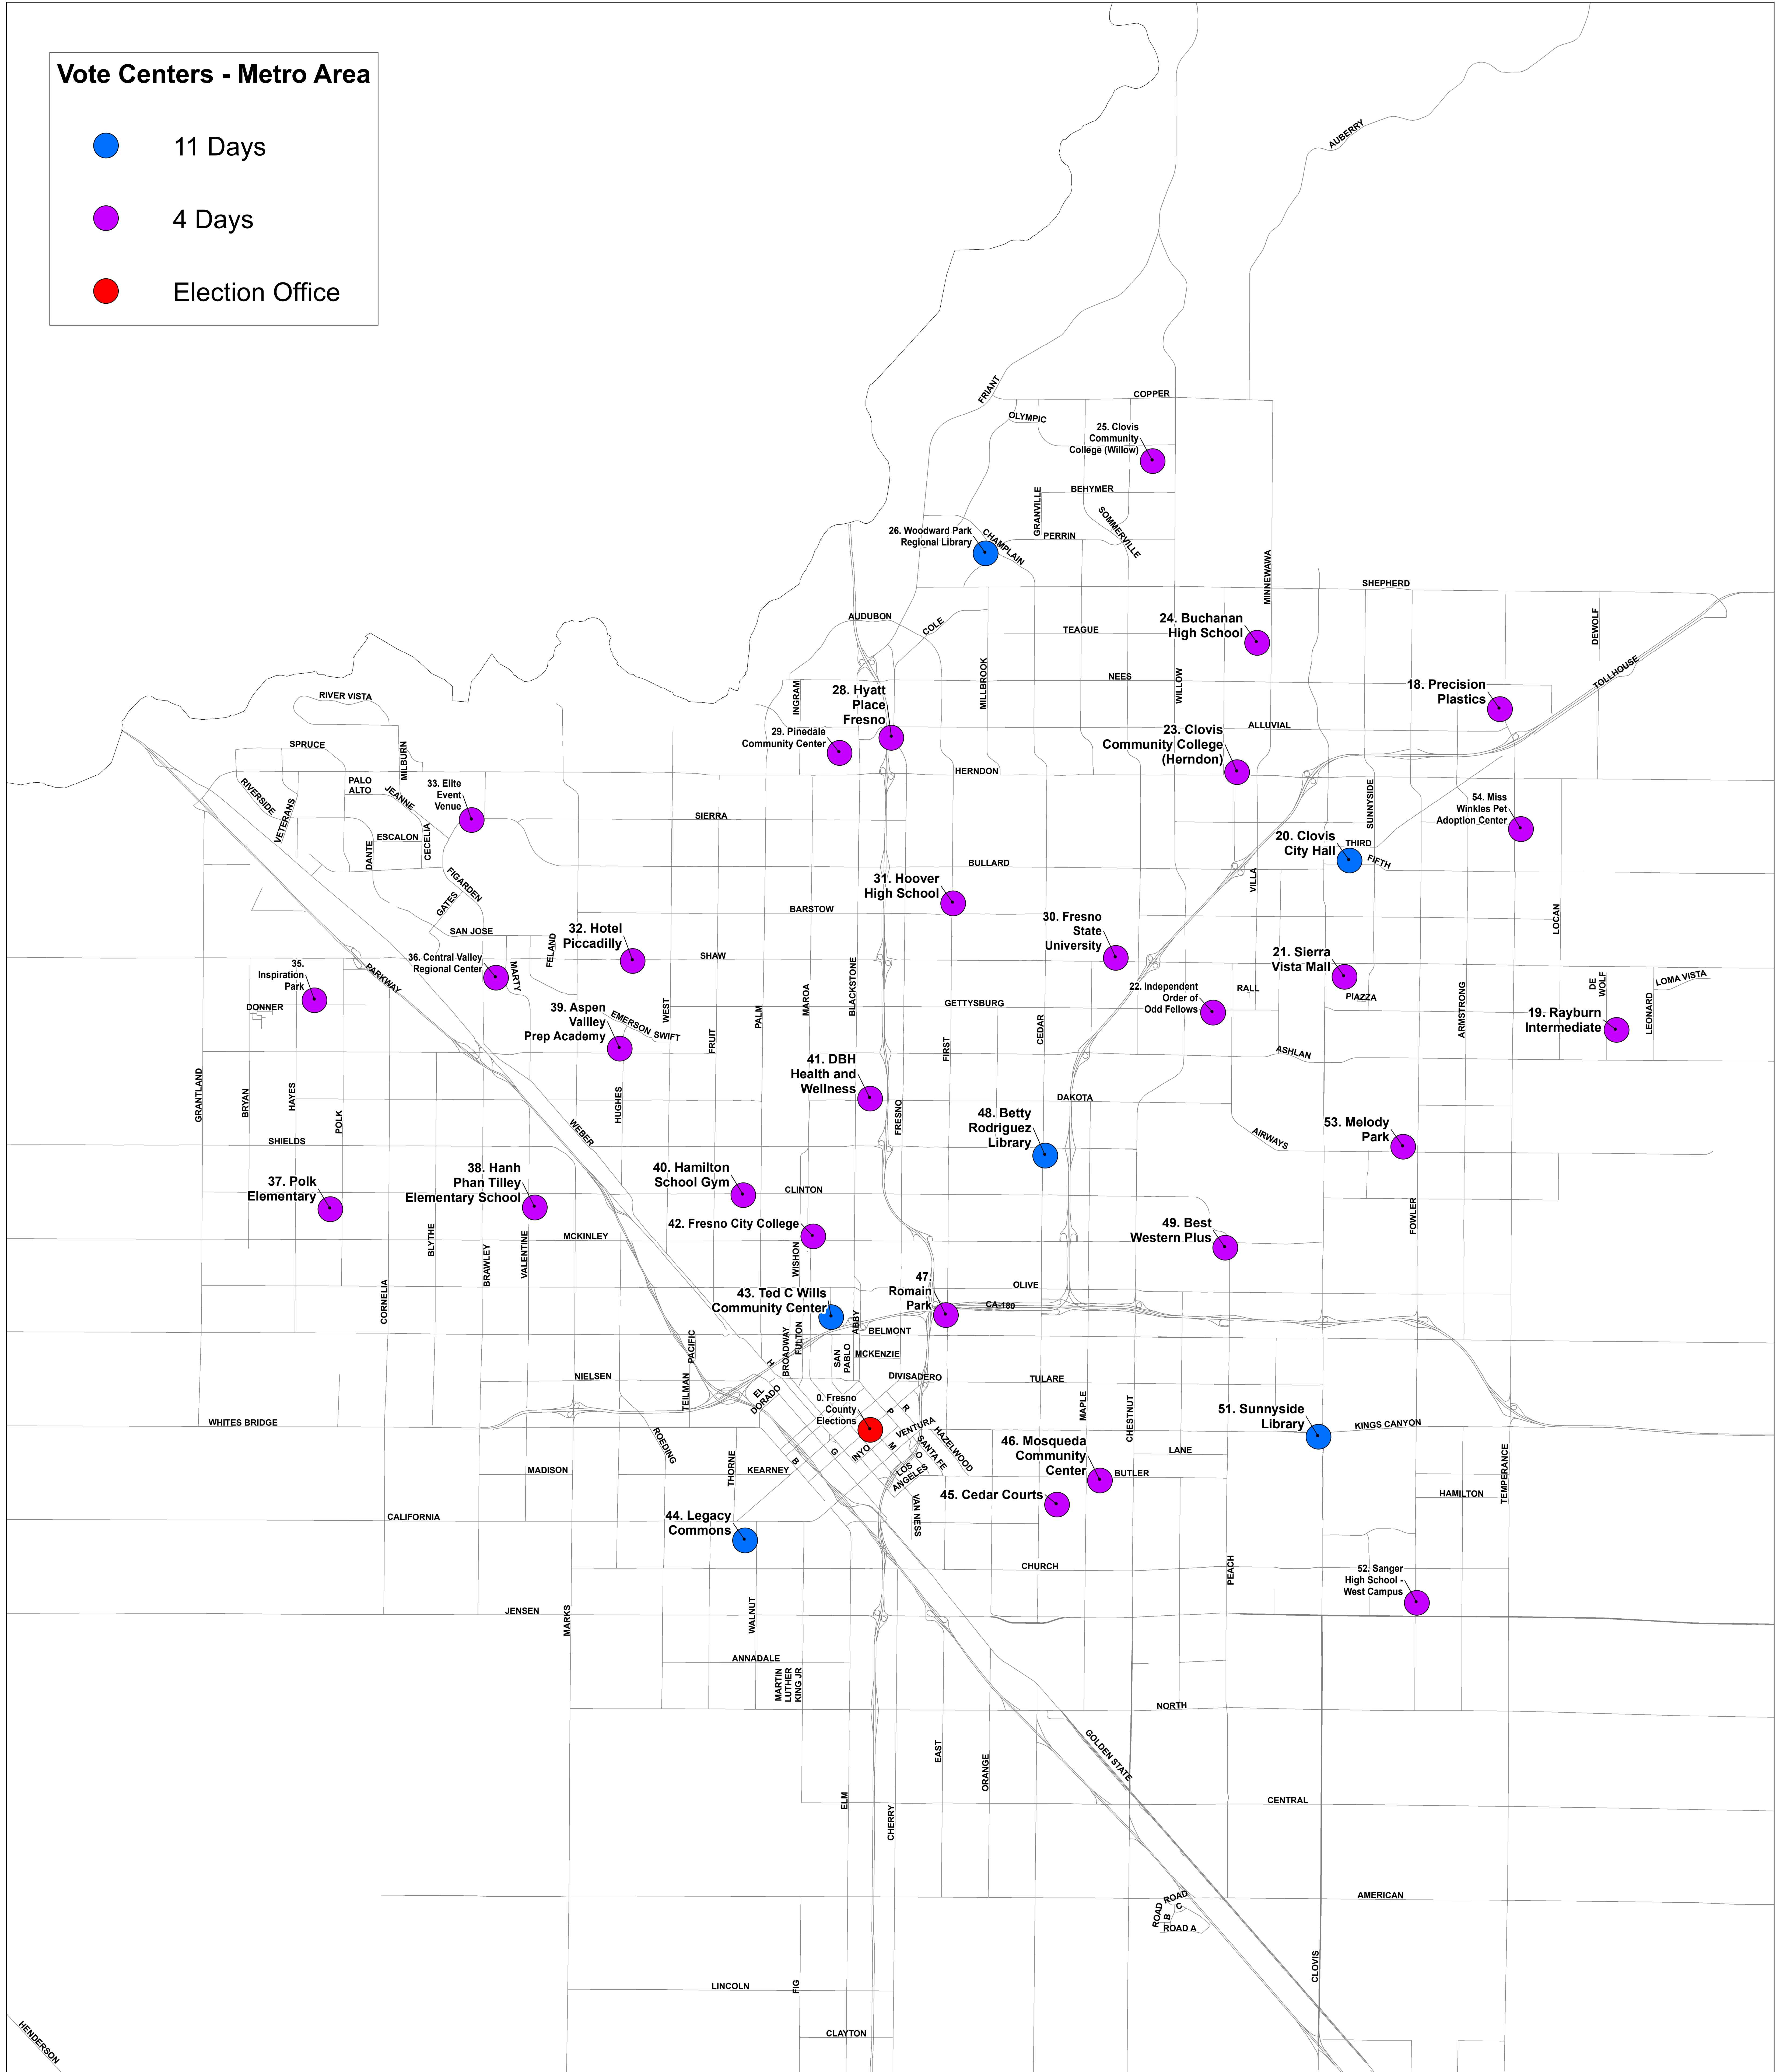 Vote Centers - Metro Area
11 Days
4 Days
Election Office
AUBERRY
FRIANT
COPPER
OLYMPIC
25. Clovis
Community
College (Willow)
BEHYMER
GRANVILLE
SOMMERVILLE
26. Woodward Park
Regional Library
CHAMPLAIN
PERRIN
MINNEWAWA
SHEPHERD
AUDUBON
COLE
TEAGUE
24. Buchanan
High School
DEWOLF
TOLLHOUSE
RIVER VISTA
INGRAM
28. Hyatt
Place
Fresno
MILLBROOK
NEES
WILLOW
18. Precision
Plastics
SPRUCE
MILBURN
29. Pinedale
Community Center
ALLUVIAL
23. Clovis
Community College
(Herndon)
HERNDON
RIVERSIDE
VETERANS
PALO
ALTO
JEANNE
33. Elite
Event
Venue
SIERRA
SUNNYSIDE
54. Miss
Winkles Pet
Adoption Center
DANTE
ESCALON
CECELIA
20. Clovis
City Hall
THIRD
FIFTH
BULLARD
FIGARDEN
GATES
VILLA
31. Hoover
High School
BARSTOW
LOCAN
SAN JOSE
FELAND
32. Hotel
Piccadilly
30. Fresno
State
University
SHAW
35.
Inspiration
Park
PARKWAY
36. Central Valley
Regional Center
MARTY
BLACKSTONE
21. Sierra
Vista Mall
DONNER
39. Aspen
Vallley
Prep Academy
EMERSON
SWIFT
WEST
FRUIT
PALM
MAROA
GETTYSBURG
22. Independent
Order of
Odd Fellows
RALL
PIAZZA
ARMSTRONG
DE
WOLF
LOMA VISTA
LEONARD
19. Rayburn
Intermediate
CEDAR
FIRST
ASHLAN
41. DBH
Health and
Wellness
GRANTLAND
BRYAN
HAYES
POLK
HUGHES
FRESNO
DAKOTA
48. Betty
Rodriguez
Library
WEBER
SHIELDS
AIRWAYS
53. Melody
Park
37. Polk
Elementary
38. Hanh
Phan Tilley
Elementary School
40. Hamilton
School Gym
CLINTON
42. Fresno City College
49. Best
Western Plus
FOWLER
BLYTHE
BRAWLEY
VALENTINE
MCKINLEY
WISHON
CORNELIA
43. Ted C Wills
Community Center
47.
Romain
Park
OLIVE
CA-180
ABBY
BELMONT
PACIFIC
BROADWAY
FULTON
SAN
PABLO
MCKENZIE
H
NIELSEN
TEILMAN
EL
DORADO
DIVISADERO
TULARE
0. Fresno
County
Elections
P
R
VENTURA
MAPLE
CHESTNUT
51. Sunnyside
Library
KINGS CANYON
WHITES BRIDGE
ROEDING
B
G
INYO
M
O
SANTA FE
HAZELWOOD
46. Mosqueda
Community
Center
LANE
THORNE
MADISON
KEARNEY
LOS
ANGELES
BUTLER
TEMPERANCE
45. Cedar Courts
HAMILTON
VAN NESS
CALIFORNIA
44. Legacy
Commons
CHURCH
PEACH
52. Sanger
High School -
West Campus
JENSEN
MARKS
WALNUT
ANNADALE
MARTIN
LUTHER
KING JR
NORTH
EAST
ORANGE
GOLDEN STATE
ELM
CHERRY
CENTRAL
AMERICAN
ROAD
C
ROAD
B
ROAD A
CLOVIS
LINCOLN
FIG
CLAYTON
HENDERSON